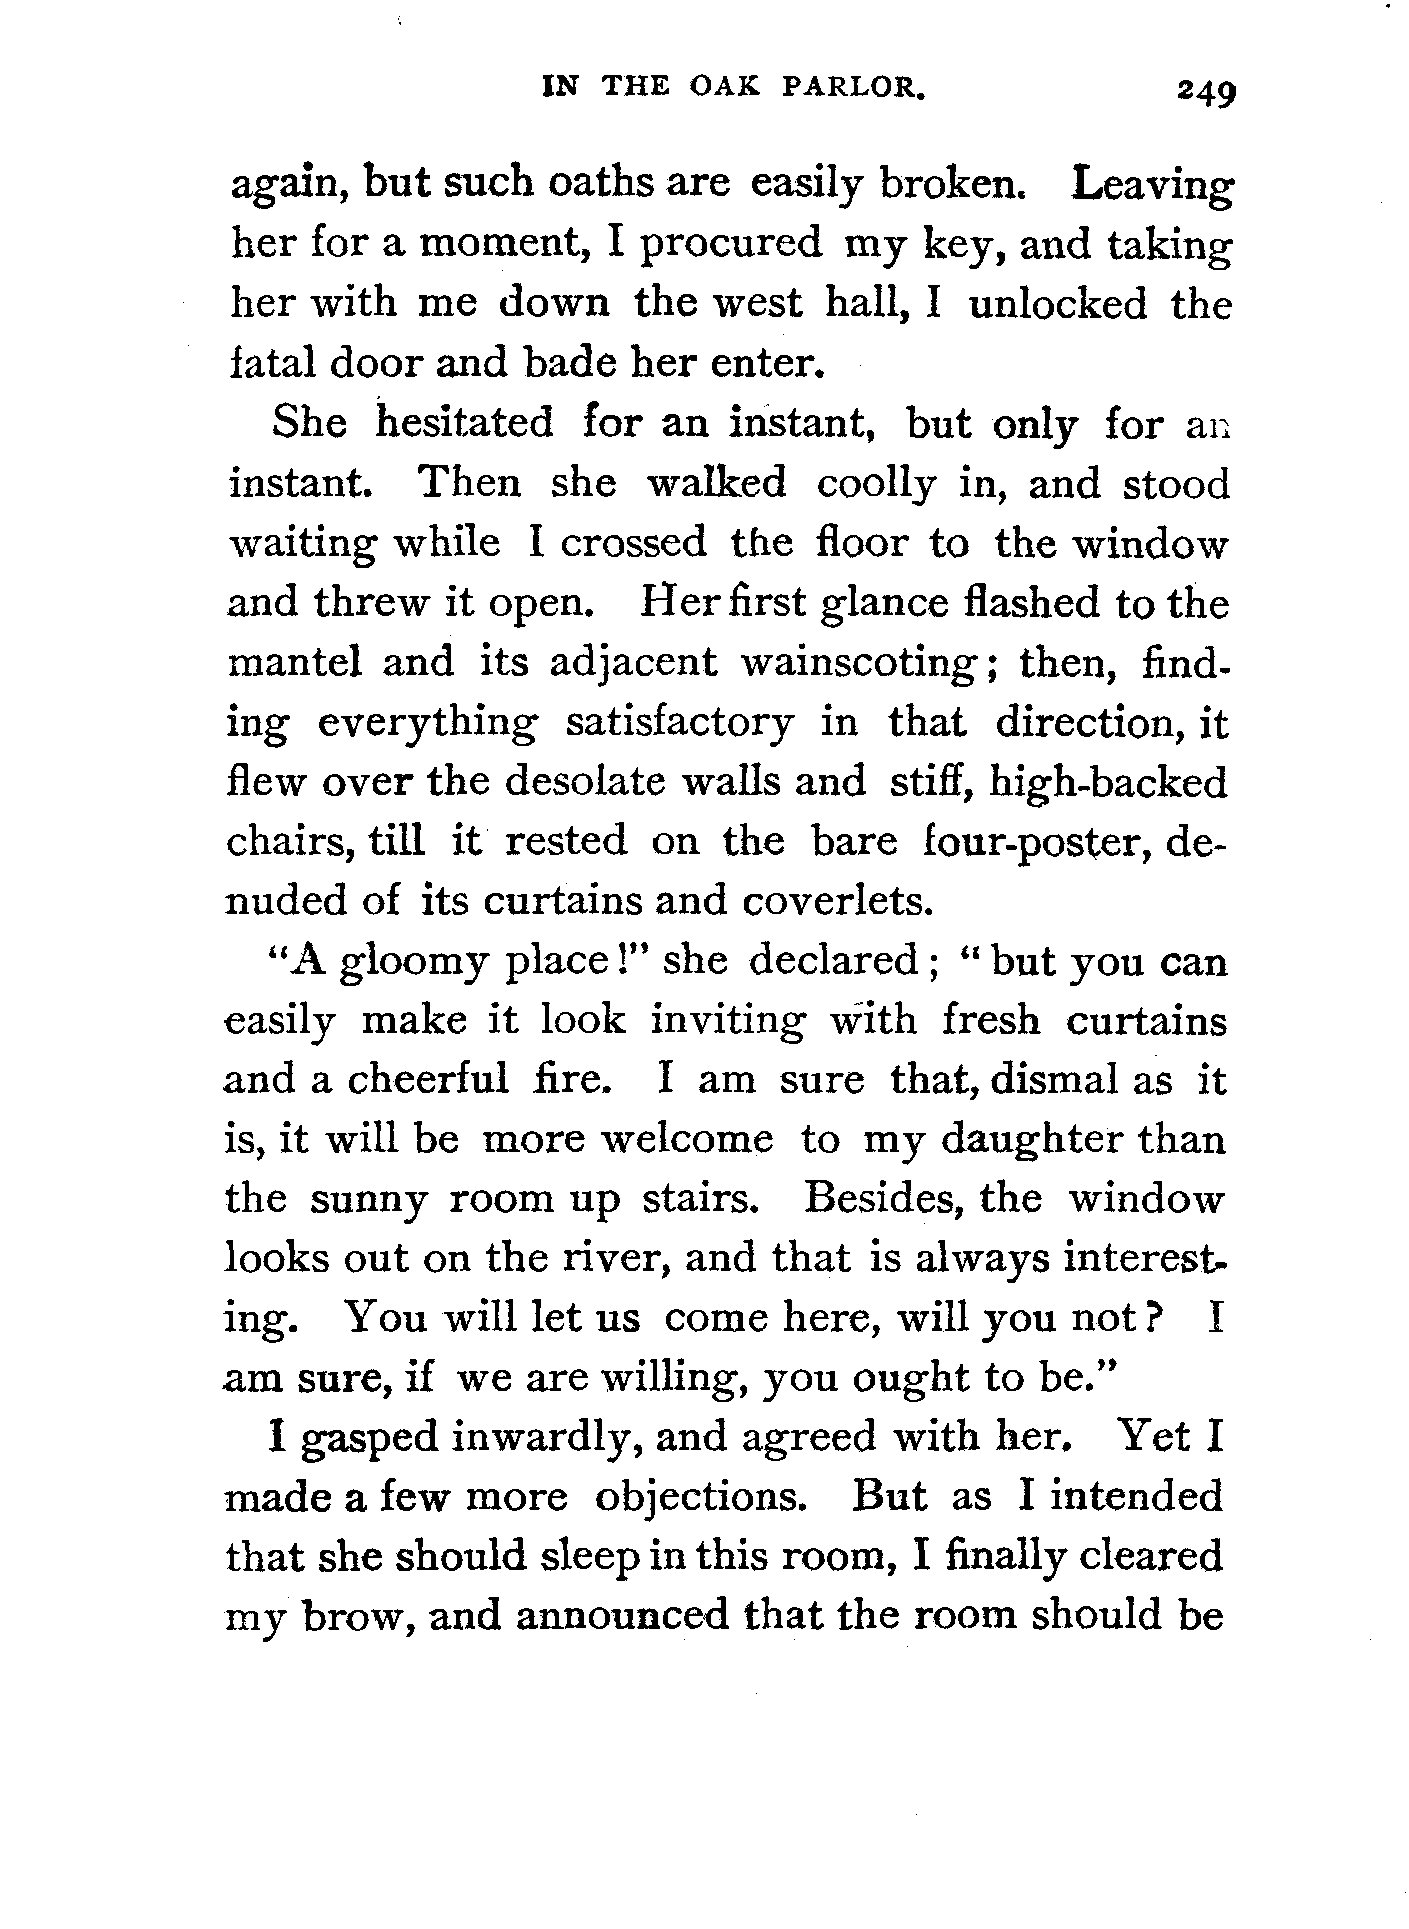 IN THE OAK PARLOR. 249
again, but such oaths are easily broken. Leaving
her for a moment, I procured my key, and taking
her with me down the west hall, I unlocked the
fatal door and bade her enter.
She hesitated for an instant, but only for an
instant. Then she walked coolly in, and stood
waiting while I crossed the floor to the window
and threw it open. Her first glance flashed to the
mantel and its adjacent wainscoting; then, find-
ing everything satisfactory in that direction, it
flew over the desolate walls and stiff, high-backed
chairs, till it rested on the bare four-poster, de-
nuded of its curtains and coverlets.
"A gloomy place!" she declared; "but you can
easily make it look inviting with fresh curtains
and a cheerful fire. I am sure that, dismal as it
is, it will be more welcome to my daughter than
the sunny room up stairs. Besides, the window
looks out on the river, and that is always interest-
ing. You will let us come here, will you not? I
am sure, if we are willing, you ought to be."
I gasped inwardly, and agreed with her. Yet I
made a few more objections. But as I intended
that she should sleep in this room, I finally cleared
my brow, and announced that the room should be